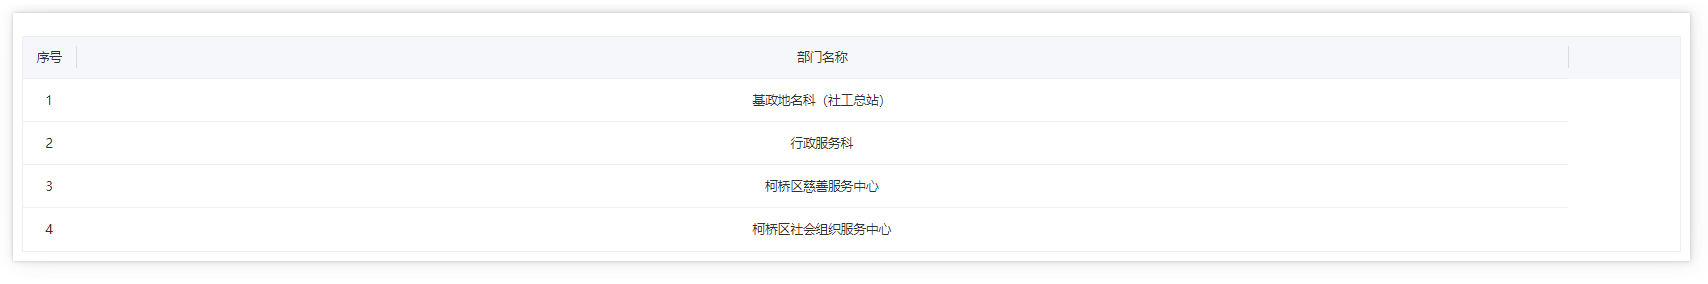 序号 部门名称
1 基政地名科（社工总站）
2 行政服务科
3 柯桥区慈善服务中心
4 柯桥区社会组织服务中心